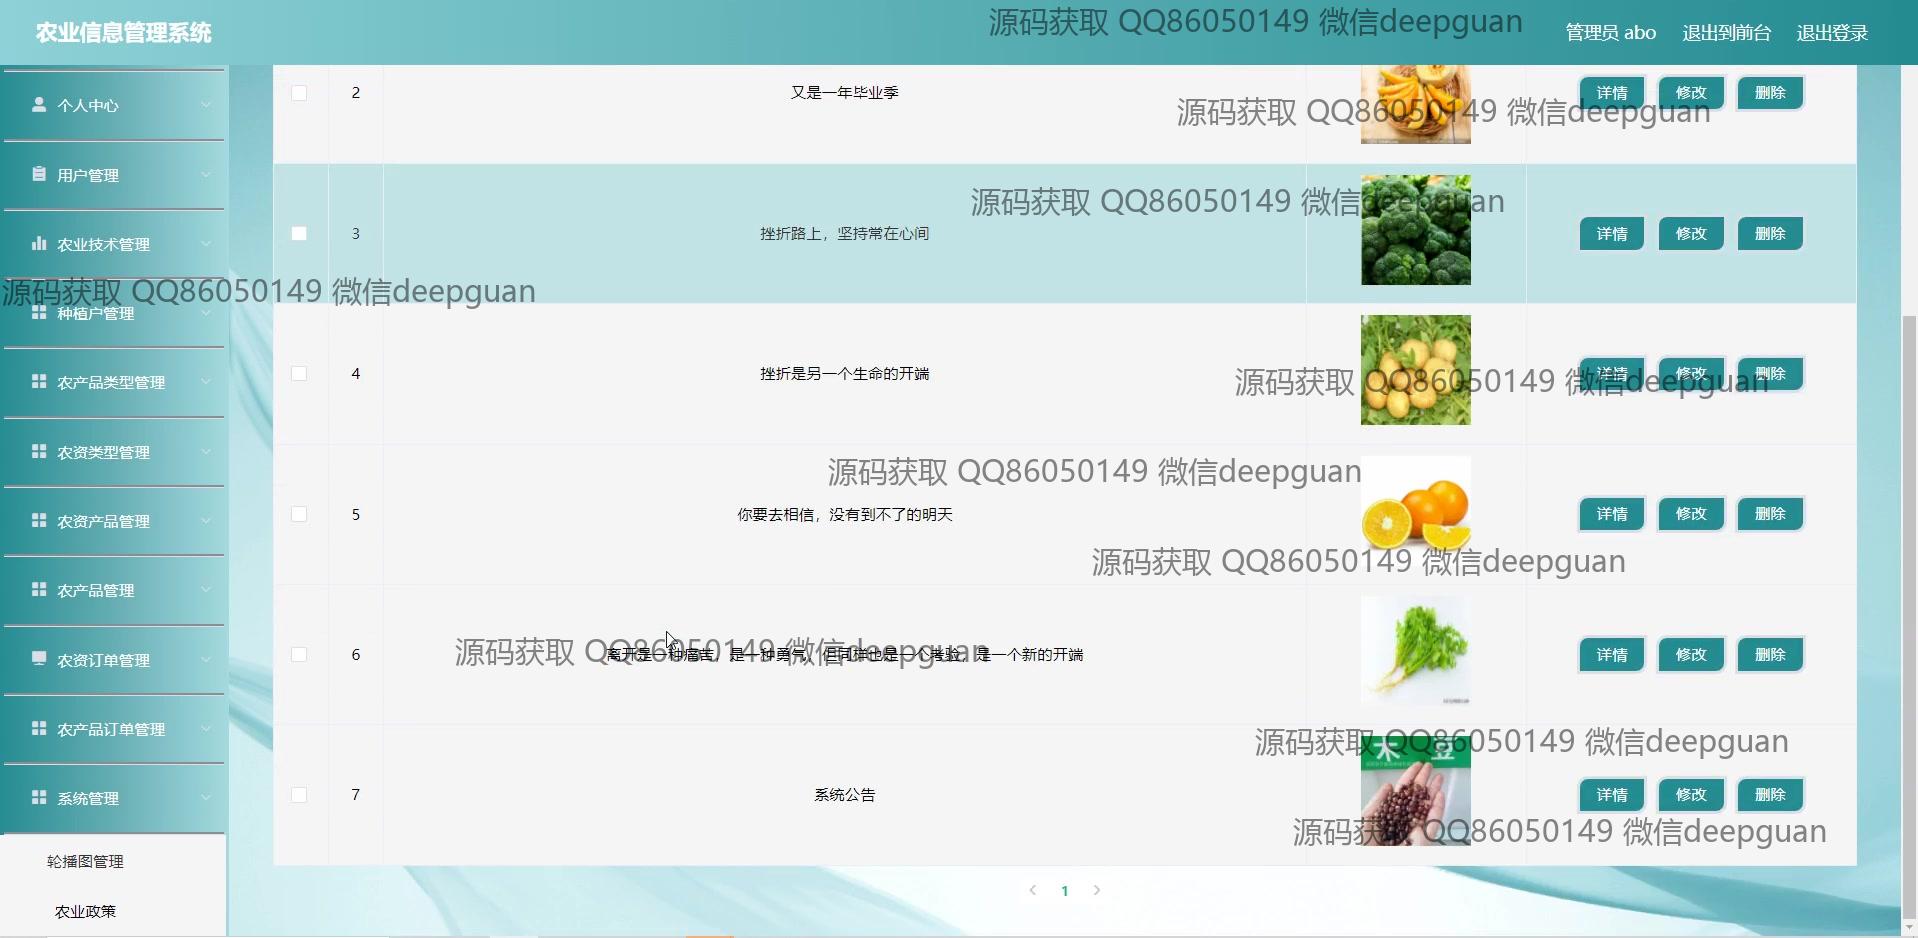 农业信息管理系统
源码获取 QQ86050149 微信deepguan
管理员 abo
退出到前台
退出登录
个人中心
用户管理
农业技术管理
种植户管理
农产品类型管理
农资类型管理
农资产品管理
农产品管理
农资订单管理
农产品订单管理
系统管理
轮播图管理
农业政策
2
又是一年毕业季
详情
修改
删除
源码获取 QQ86050149 微信deepguan
源码获取 QQ86050149 微信deepguan
3
挫折路上，坚持常在心间
详情
修改
删除
源码获取 QQ86050149 微信deepguan
4
挫折是另一个生命的开端
详情
修改
删除
源码获取 QQ86050149 微信deepguan
源码获取 QQ86050149 微信deepguan
5
你要去相信，没有到不了的明天
详情
修改
删除
源码获取 QQ86050149 微信deepguan
6
离开是一种痛苦，是一种勇气，但同样也是一个考验，是一个新的开端
详情
修改
删除
源码获取 QQ86050149 微信deepguan
源码获取 QQ86050149 微信deepguan
7
系统公告
木豆
详情
修改
删除
源码获取 QQ86050149 微信deepguan
1